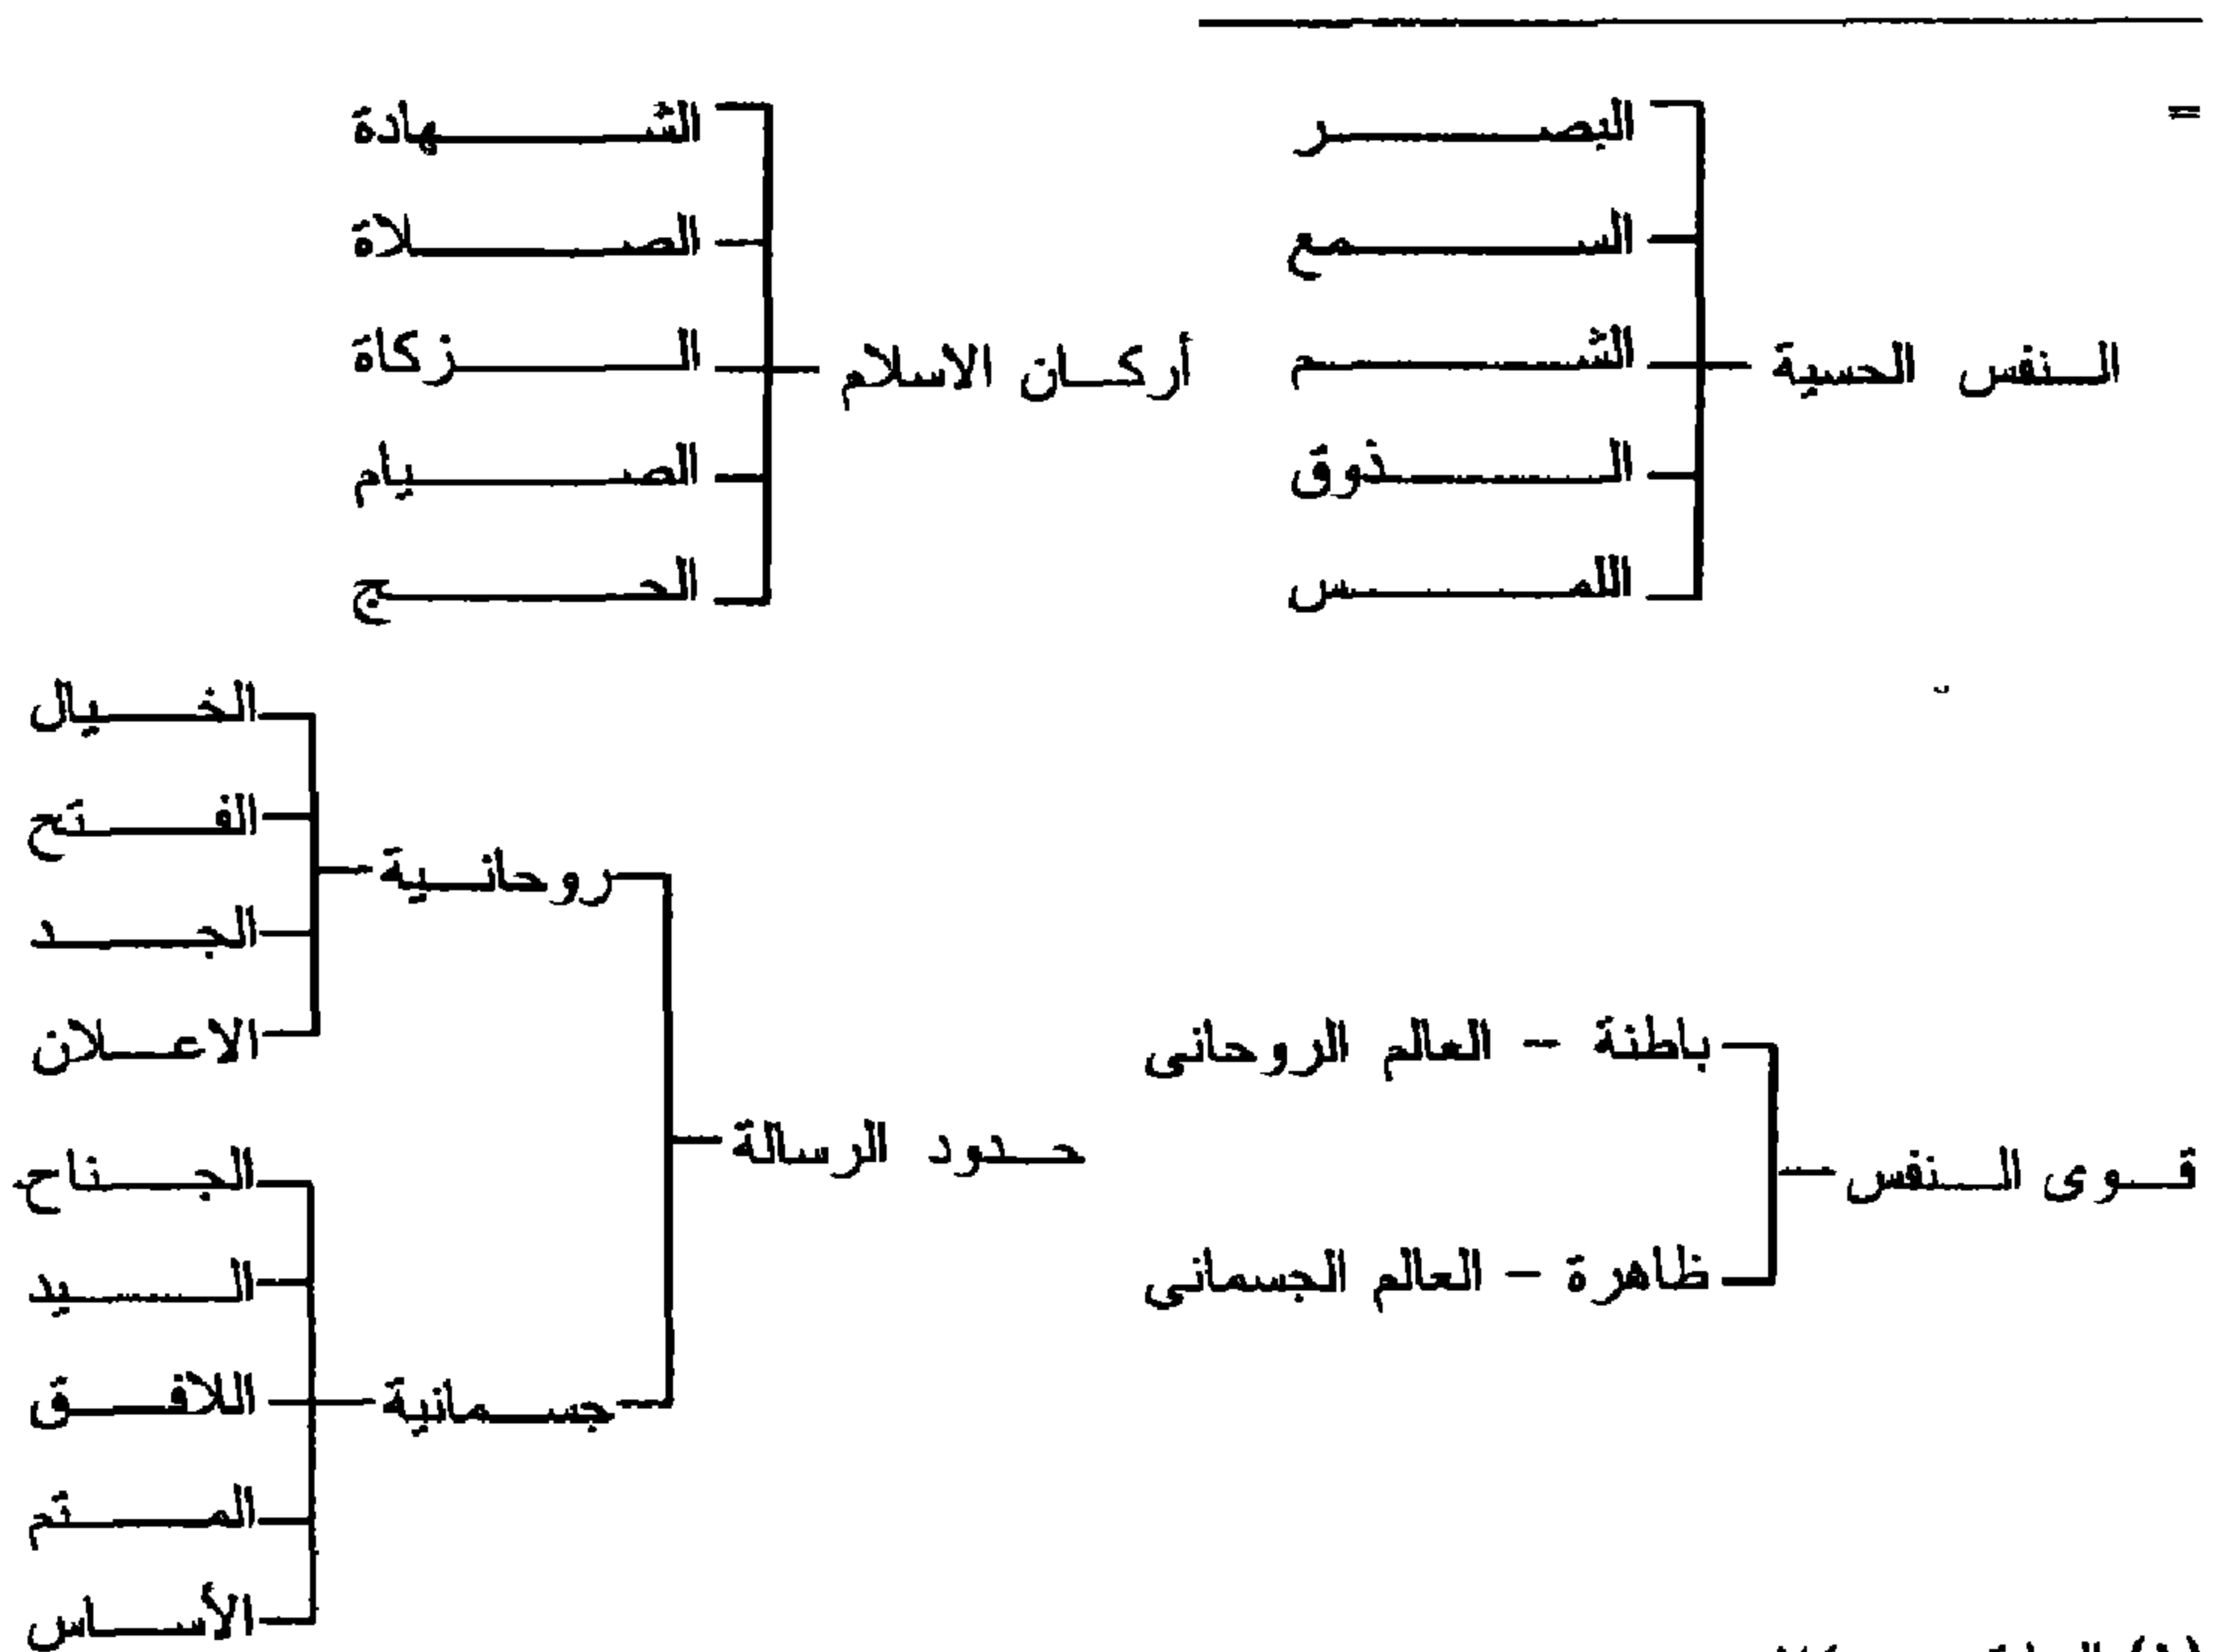 =
البصر
السمع
الشم
الذوق
اللمس
النفس الحسية
الشهادة
الصلاة
الزكاة
الصيام
الحج
أركان الاسلام
قوى النفس
باطنة – العالم الروحانى
ظاهرة – العالم الجسمانى
حدود الرسالة
روحانية
الخيال
الفتح
الجد
الاعلان
جسمانية
الجناح
اليد
اللافق
المتم
الأساس